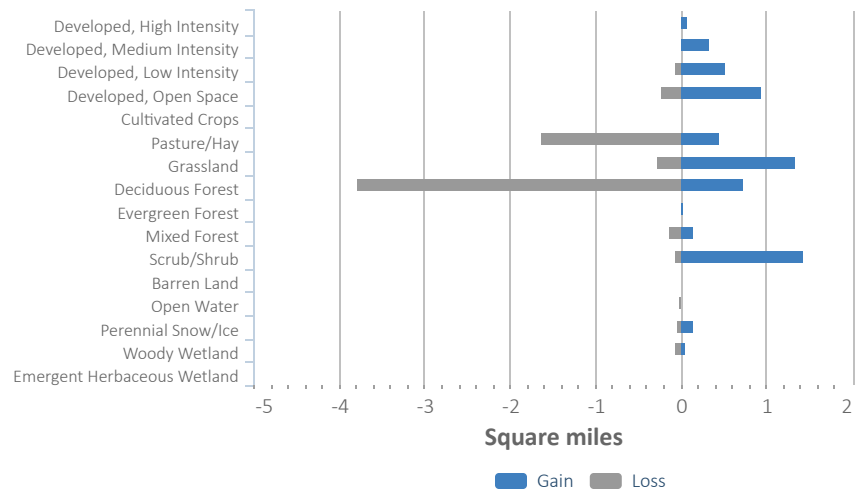 Developed, High Intensity
Developed, Medium Intensity
Developed, Low Intensity
Developed, Open Space
Cultivated Crops
Pasture/Hay
Grassland
Deciduous Forest
Evergreen Forest
Mixed Forest
Scrub/Shrub
Barren Land
Open Water
Perennial Snow/Ice
Woody Wetland
Emergent Herbaceous Wetland
-5 -4 -3 -2 -1 0 1 2
Square miles
Gain Loss